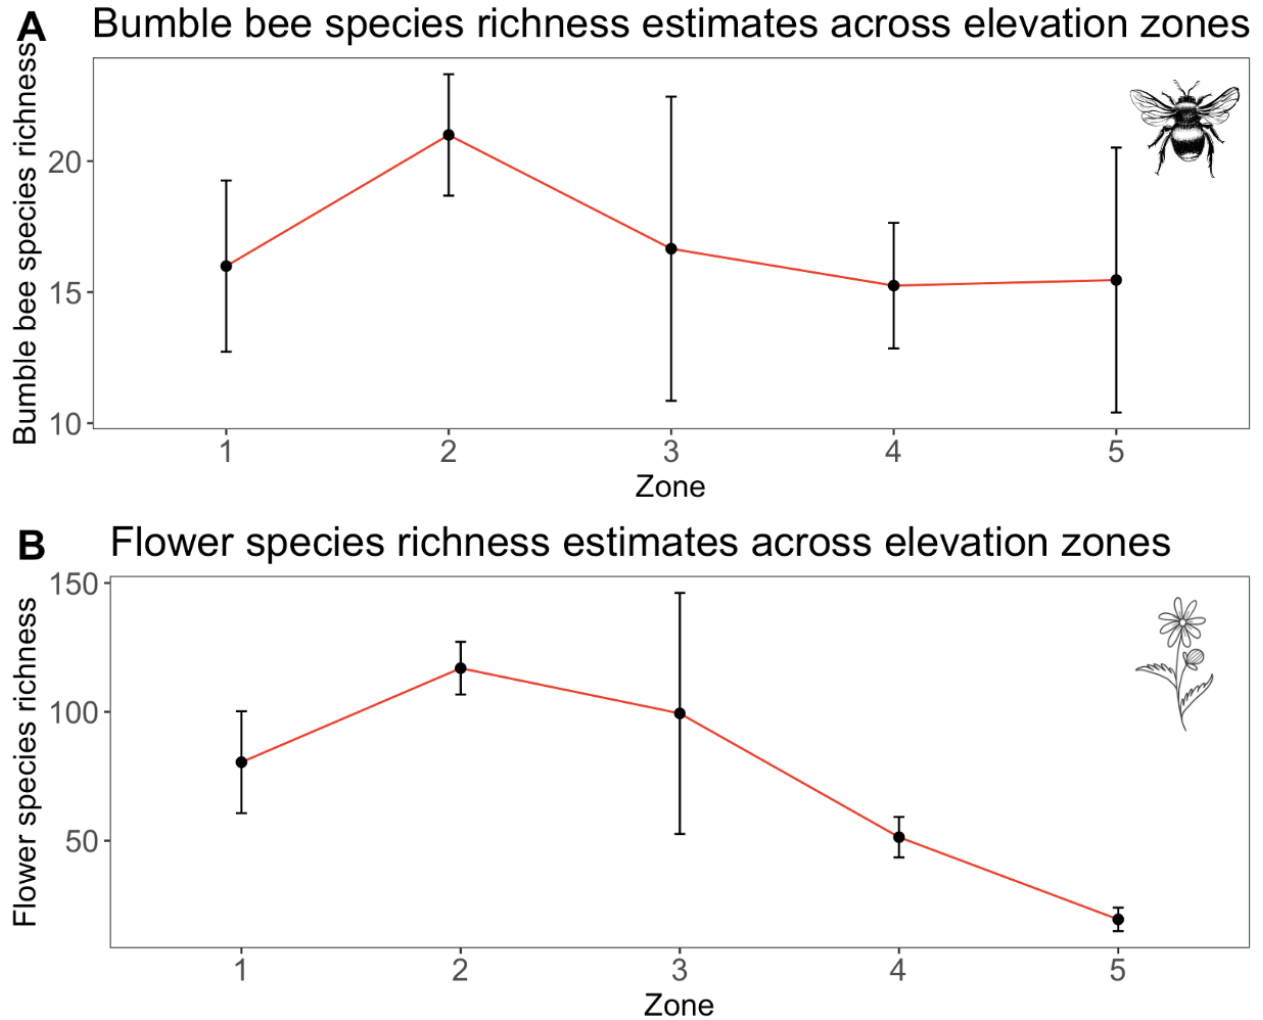 A
Bumble bee species richness estimates across elevation zones
Bumble bee species richness
20
15
10
1 2 3 4 5
Zone
B
Flower species richness estimates across elevation zones
Flower species richness
150
100
50
1 2 3 4 5
Zone